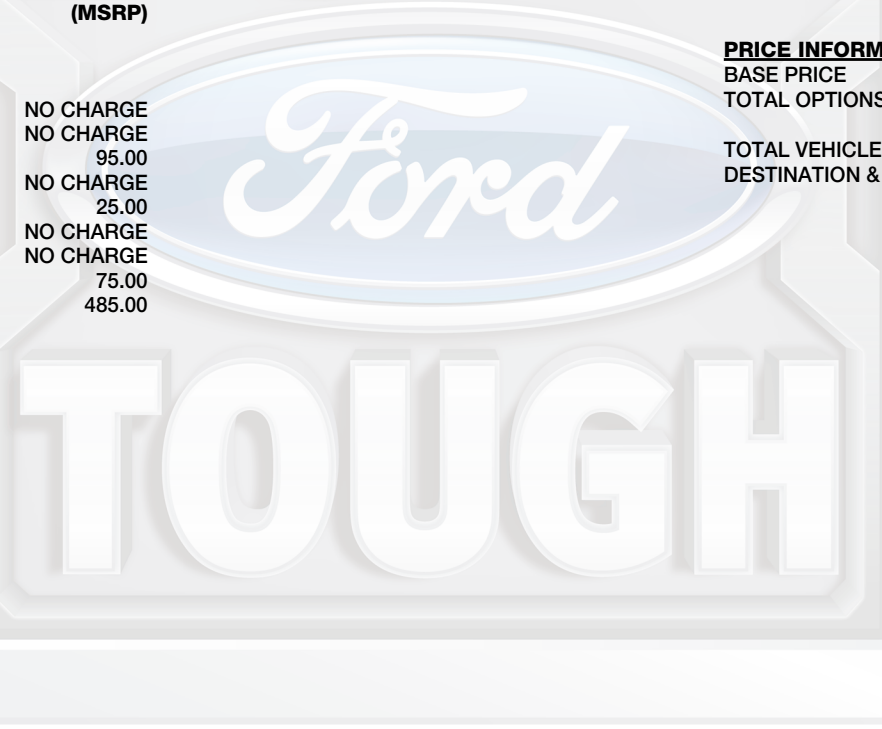 (MSRP)
NO CHARGE
NO CHARGE
95.00
NO CHARGE
25.00
NO CHARGE
NO CHARGE
75.00
485.00
PRICE INFORM
BASE PRICE
TOTAL OPTIONS
TOTAL VEHICLE
DESTINATION &
Ford
TOUGH